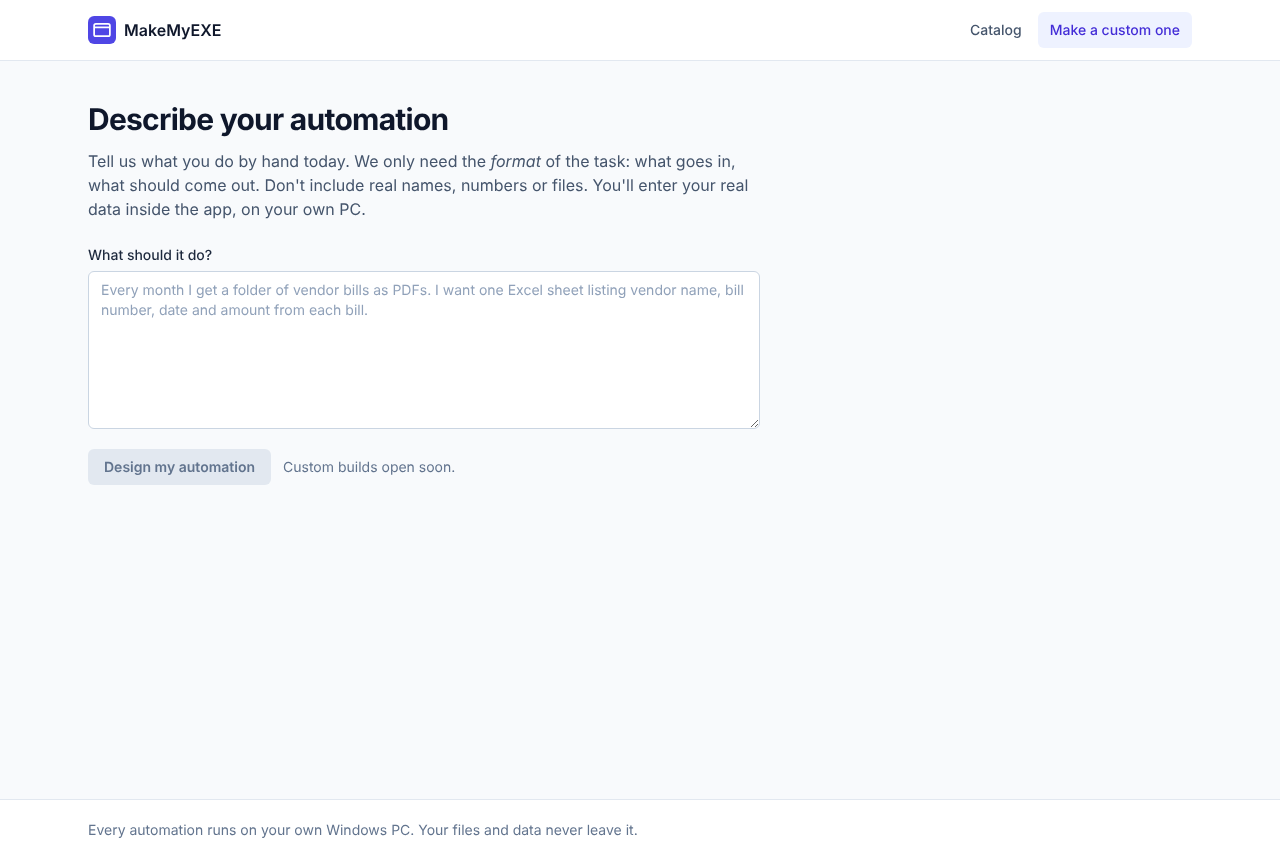 MakeMyEXE
Catalog
Make a custom one
Describe your automation
Tell us what you do by hand today. We only need the format of the task: what goes in,
what should come out. Don't include real names, numbers or files. You'll enter your real
data inside the app, on your own PC.
What should it do?
Every month I get a folder of vendor bills as PDFs. I want one Excel sheet listing vendor name, bill
number, date and amount from each bill.
Design my automation
Custom builds open soon.
Every automation runs on your own Windows PC. Your files and data never leave it.